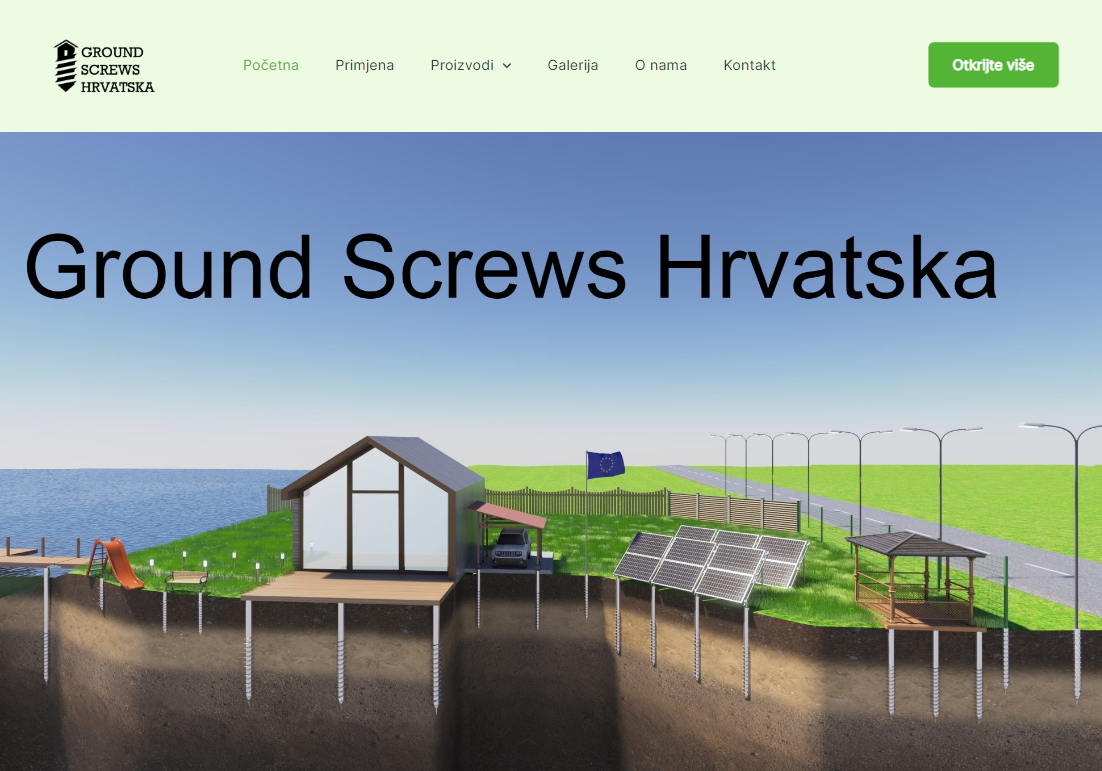 GROUND
SCREWS
HRVATSKA
Početna Primjena Proizvodi Galerija O nama Kontakt
Otkrijte više
Ground Screws Hrvatska